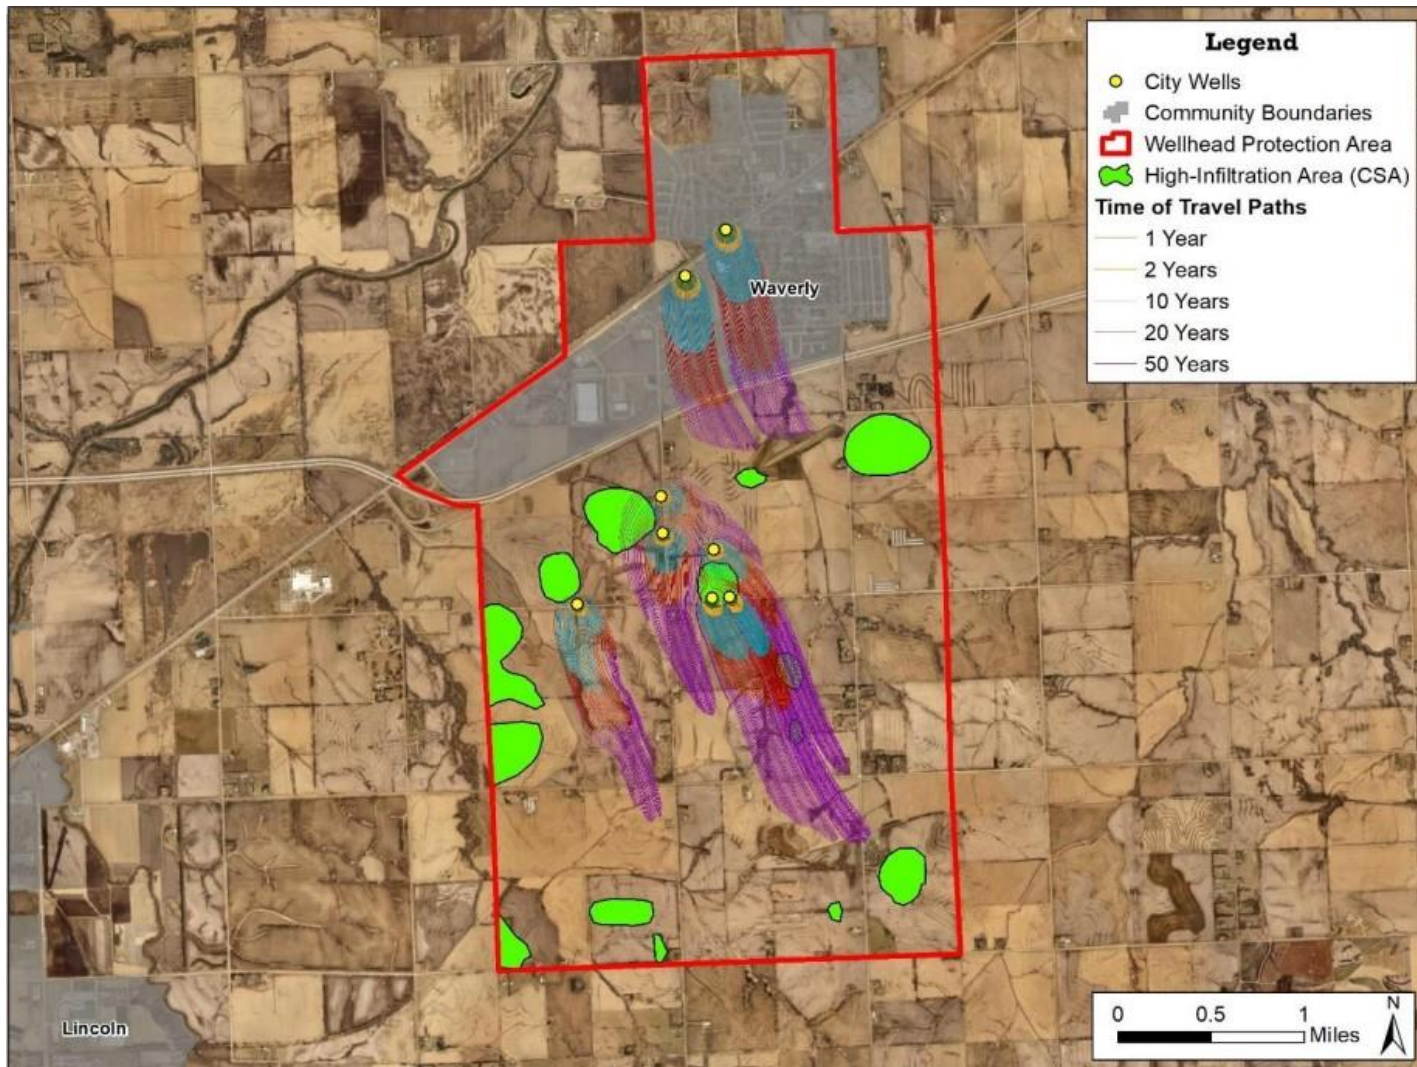 Legend
City Wells
Community Boundaries
Wellhead Protection Area
High-Infiltration Area (CSA)
Time of Travel Paths
1 Year
2 Years
10 Years
20 Years
50 Years
Waverly
Lincoln
0 0.5 1
Miles
N